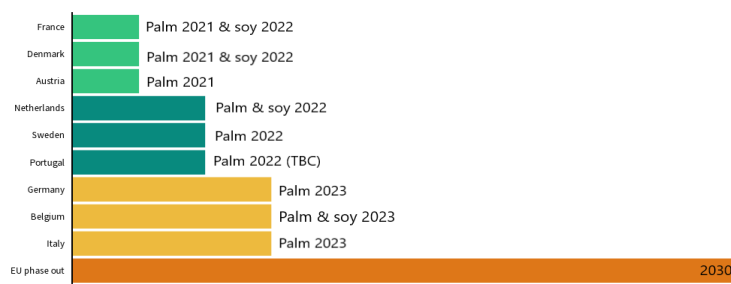 France Palm 2021 & soy 2022
Denmark Palm 2021 & soy 2022
Austria Palm 2021
Netherlands Palm & soy 2022
Sweden Palm 2022
Portugal Palm 2022 (TBC)
Germany Palm 2023
Belgium Palm & soy 2023
Italy Palm 2023
EU phase out 2030